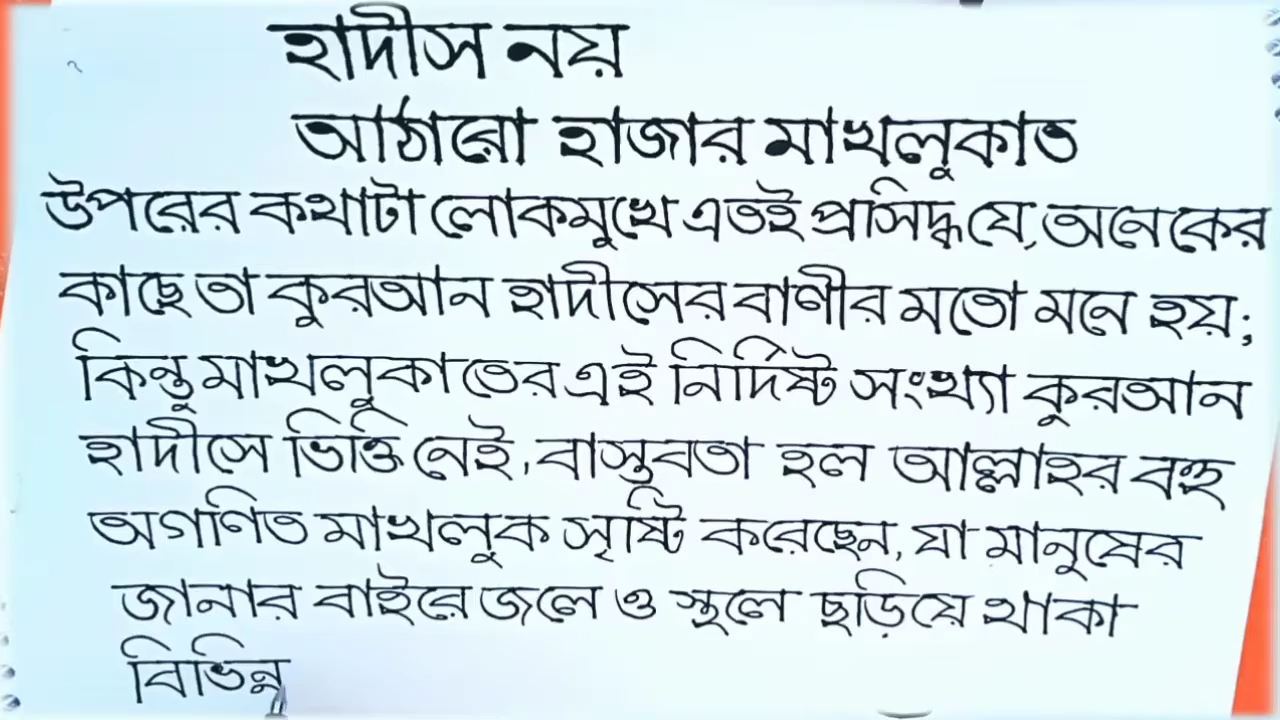 হাদীস নয়
আঠারো হাজার মাখলুকাত
উপরের কথাটা লোকমুখে এতই প্রসিদ্ধ যে, অনেকের
কাছে তা কুরআন হাদীসের বাণীর মতো মনে হয়;
কিন্তু মাখলুকাতের এই নির্দিষ্ট সংখ্যা কুরআন
হাদীসে ভিত্তি নেই, বাস্তবতা হল আল্লাহর বহু
অগণিত মাখলুক সৃষ্টি করেছেন, যা মানুষের
জানার বাইরে জলে ও স্থলে ছড়িয়ে থাকা
বিভিন্ন